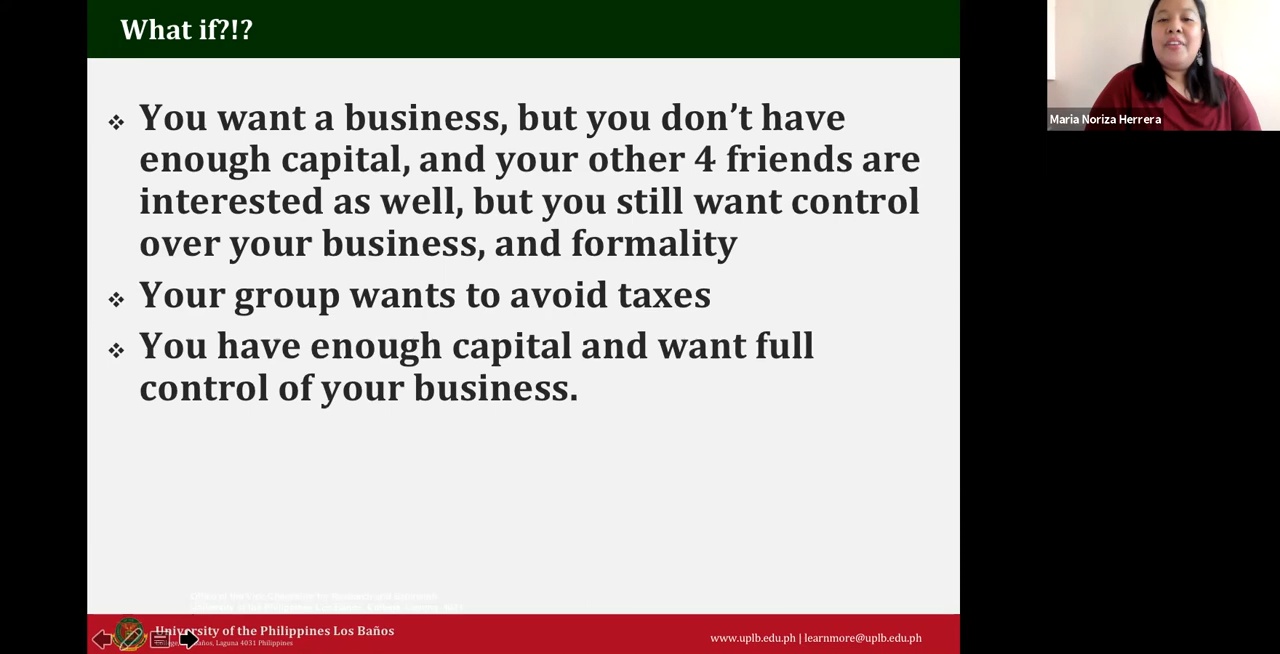 What if?!?
❖ You want a business, but you don’t have
enough capital, and your other 4 friends are
interested as well, but you still want control
over your business, and formality
❖ Your group wants to avoid taxes
❖ You have enough capital and want full
control of your business.
Maria Noriza Herrera
University of the Philippines Los Baños
Laguna 4031 Philippines
www.uplb.edu.ph | learnmore@uplb.edu.ph